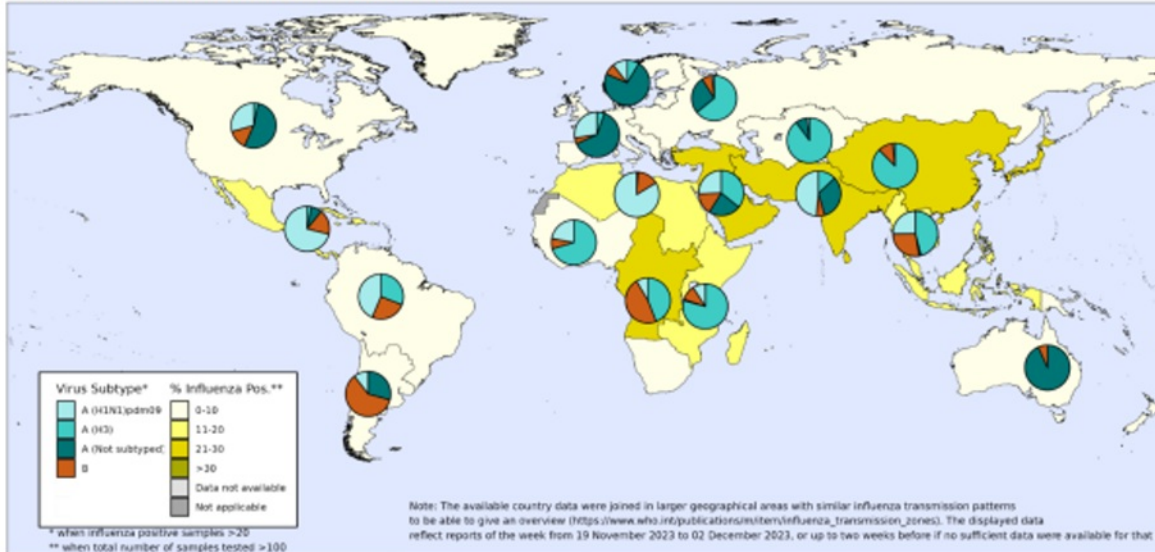 Virus Subtype*
A (H1N1)pdm09
A (H3)
A (Not subtyped)
B
% Influenza Pos.**
0-10
11-20
21-30
>30
Data not available
Not applicable
* when influenza positive samples >20
** when total number of samples tested >100
Note: The available country data were joined in larger geographical areas with similar influenza transmission patterns
to be able to give an overview (https://www.who.int/publications/m/item/influenza_transmission_zones). The displayed data
reflect reports of the week from 19 November 2023 to 02 December 2023, or up to two weeks before if no sufficient data were available for that